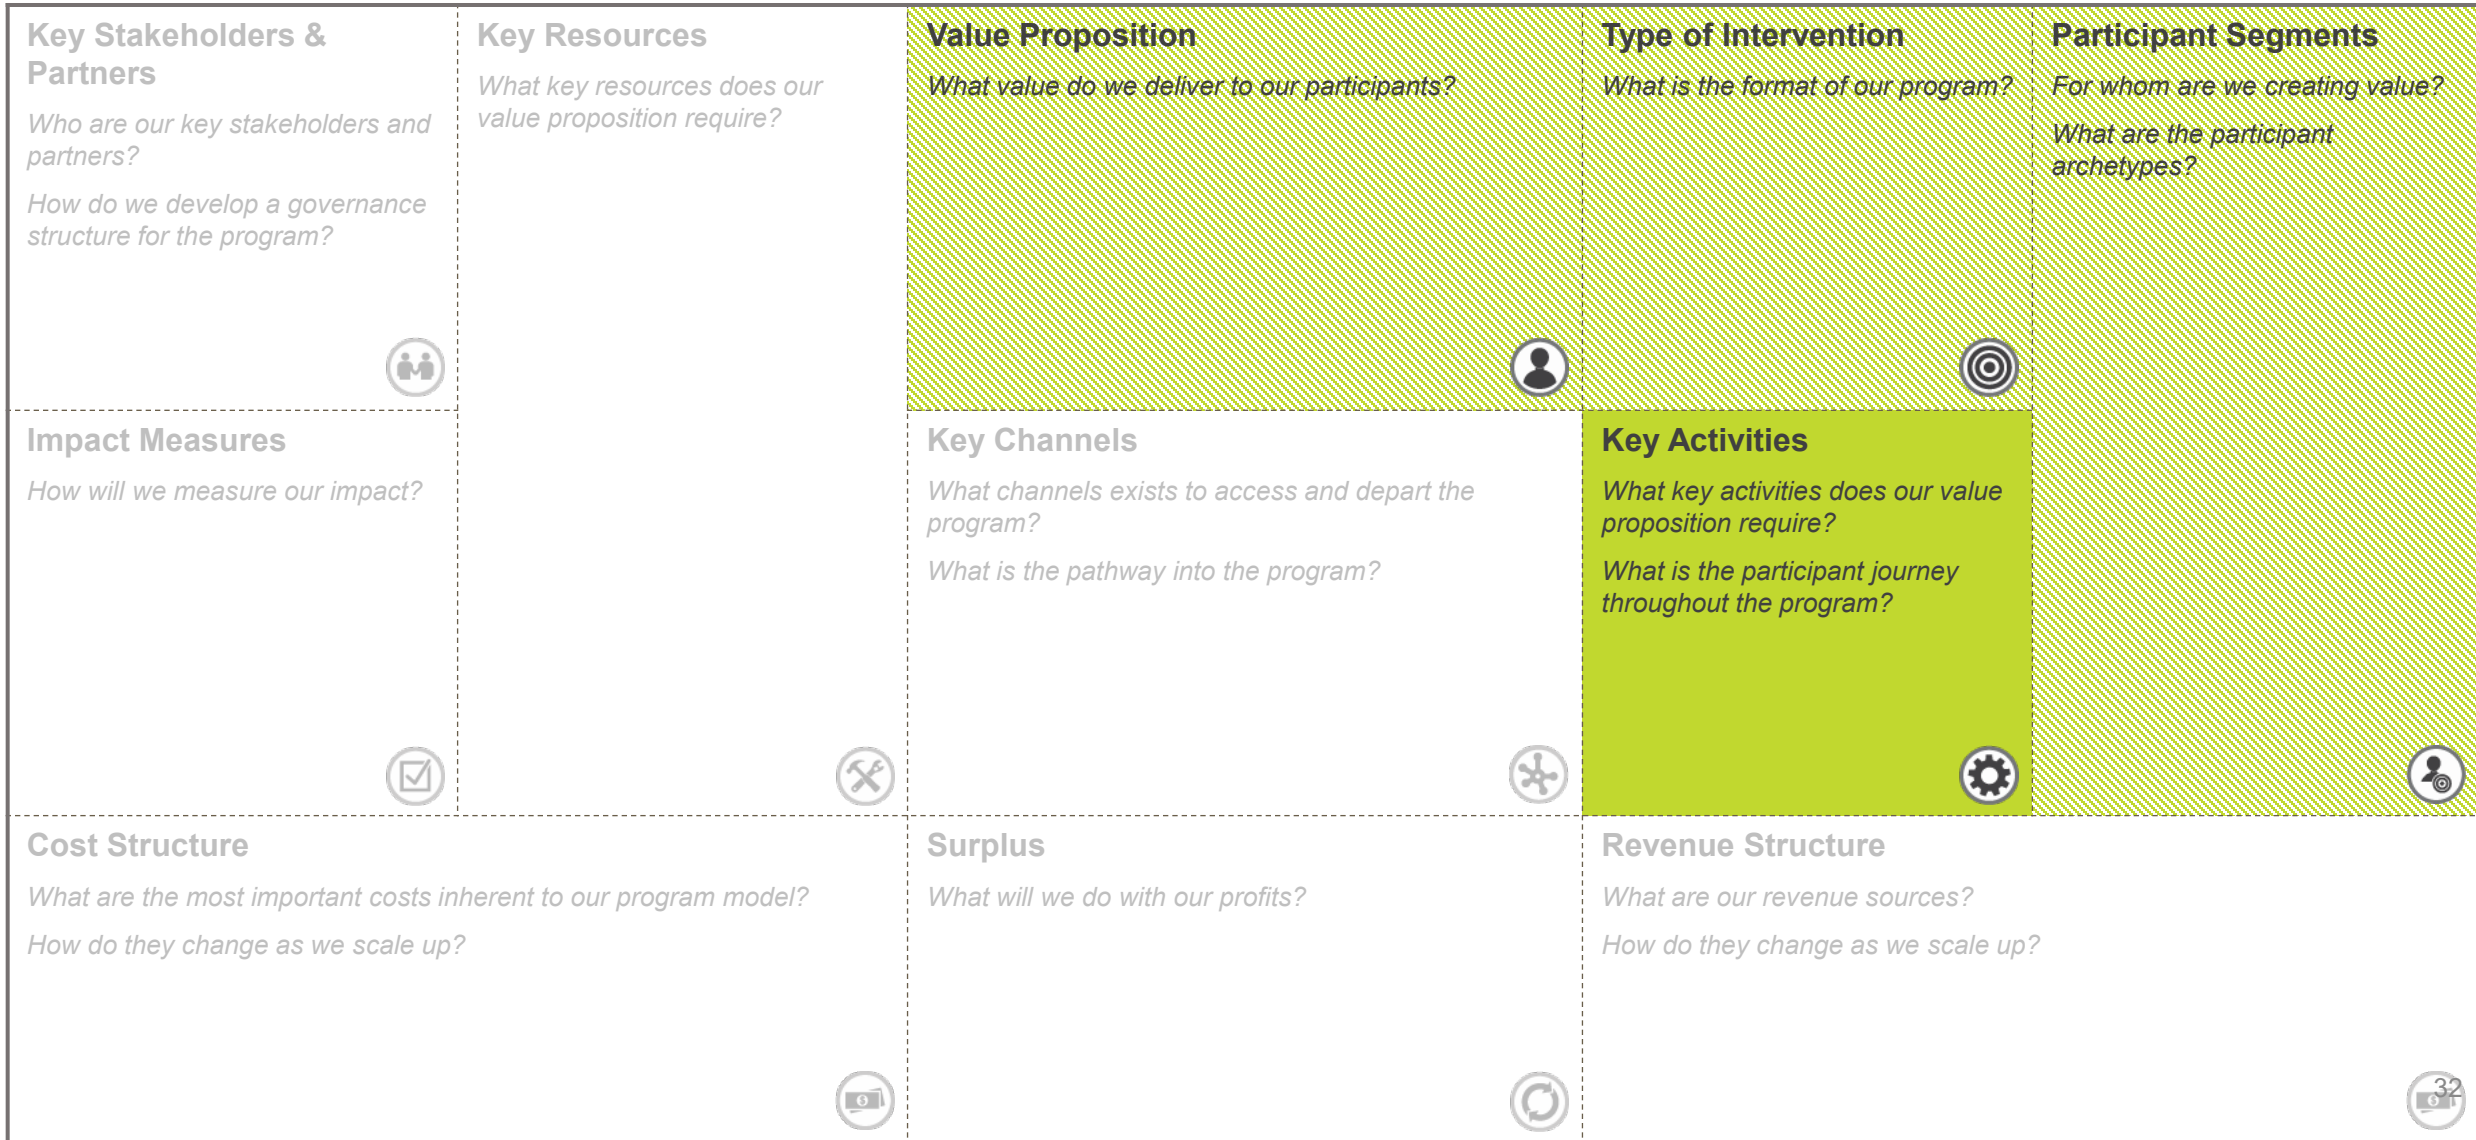 Key Stakeholders &
Partners
Who are our key stakeholders and
partners?
How do we develop a governance
structure for the program?
Key Resources
What key resources does our
value proposition require?
Value Proposition
What value do we deliver to our participants?
Type of Intervention
What is the format of our program?
Participant Segments
For whom are we creating value?
What are the participant
archetypes?
Impact Measures
How will we measure our impact?
Key Channels
What channels exists to access and depart the
program?
What is the pathway into the program?
Key Activities
What key activities does our value
proposition require?
What is the participant journey
throughout the program?
Cost Structure
What are the most important costs inherent to our program model?
How do they change as we scale up?
$
Surplus
What will we do with our profits?
Revenue Structure
What are our revenue sources?
How do they change as we scale up?
$
32